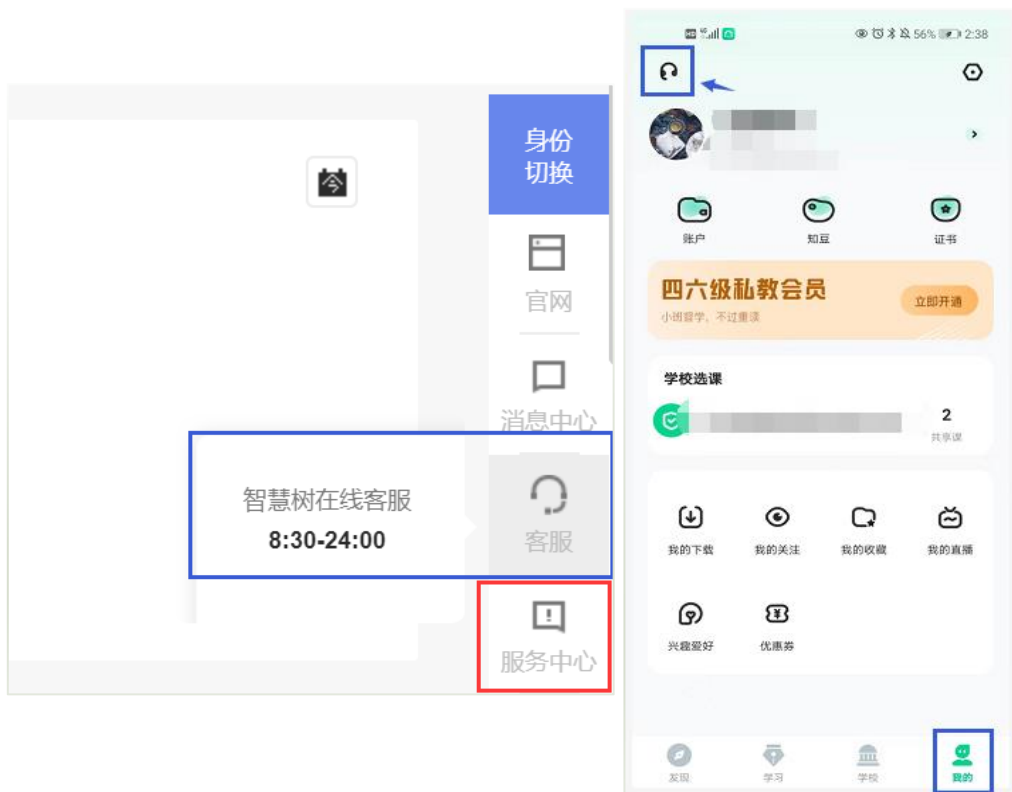 身份
切换
官网
消息中心
智慧树在线客服
8:30-24:00
客服
服务中心
HD
56%
2:38
账户
知豆
证书
四六级私教会员
小班督学，不过重读
立即开通
学校选课
2
共享课
我的下载
我的关注
我的收藏
我的直播
兴趣爱好
优惠券
发现
学习
学校
我的